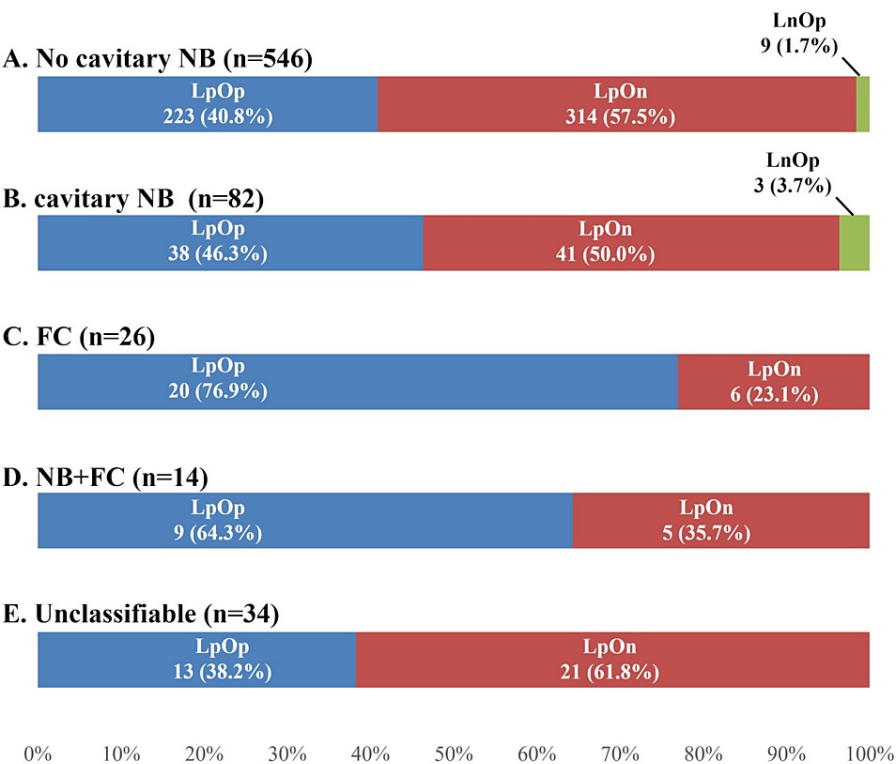 LnOp
9 (1.7%)
A. No cavitary NB (n=546)
LpOp
223 (40.8%)
LpOn
314 (57.5%)
LnOp
3 (3.7%)
B. cavitary NB (n=82)
LpOp
38 (46.3%)
LpOn
41 (50.0%)
C. FC (n=26)
LpOp
20 (76.9%)
LpOn
6 (23.1%)
D. NB+FC (n=14)
LpOp
9 (64.3%)
LpOn
5 (35.7%)
E. Unclassifiable (n=34)
LpOp
13 (38.2%)
LpOn
21 (61.8%)
0% 10% 20% 30% 40% 50% 60% 70% 80% 90% 100%